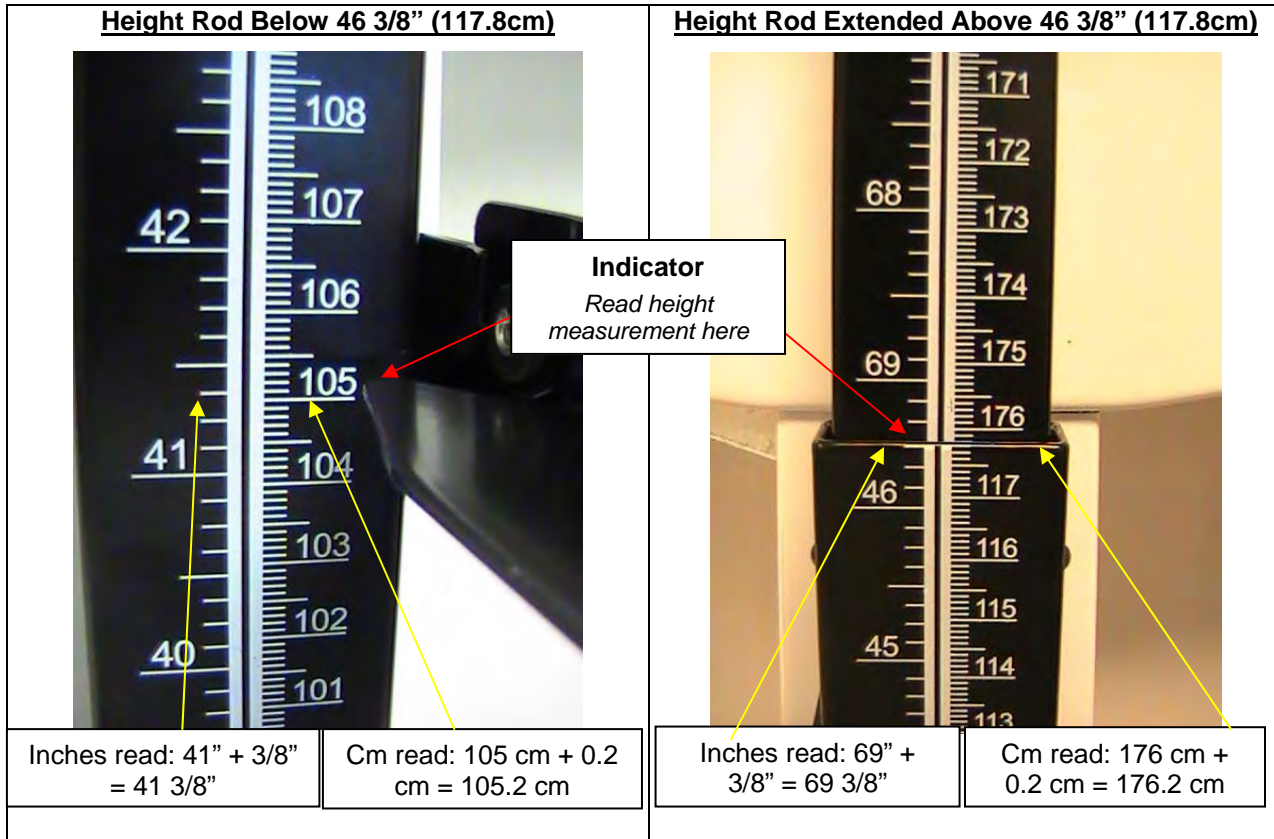 Height Rod Below 46 3/8” (117.8cm)
108
107
42
106
105
41
104
103
102
40
101
Inches read: 41” + 3/8”
= 41 3/8”
Cm read: 105 cm + 0.2
cm = 105.2 cm
Indicator
Read height
measurement here
Height Rod Extended Above 46 3/8” (117.8cm)
171
172
68
173
174
175
69
176
46
117
116
115
45
114
113
Inches read: 69” +
3/8” = 69 3/8”
Cm read: 176 cm +
0.2 cm = 176.2 cm